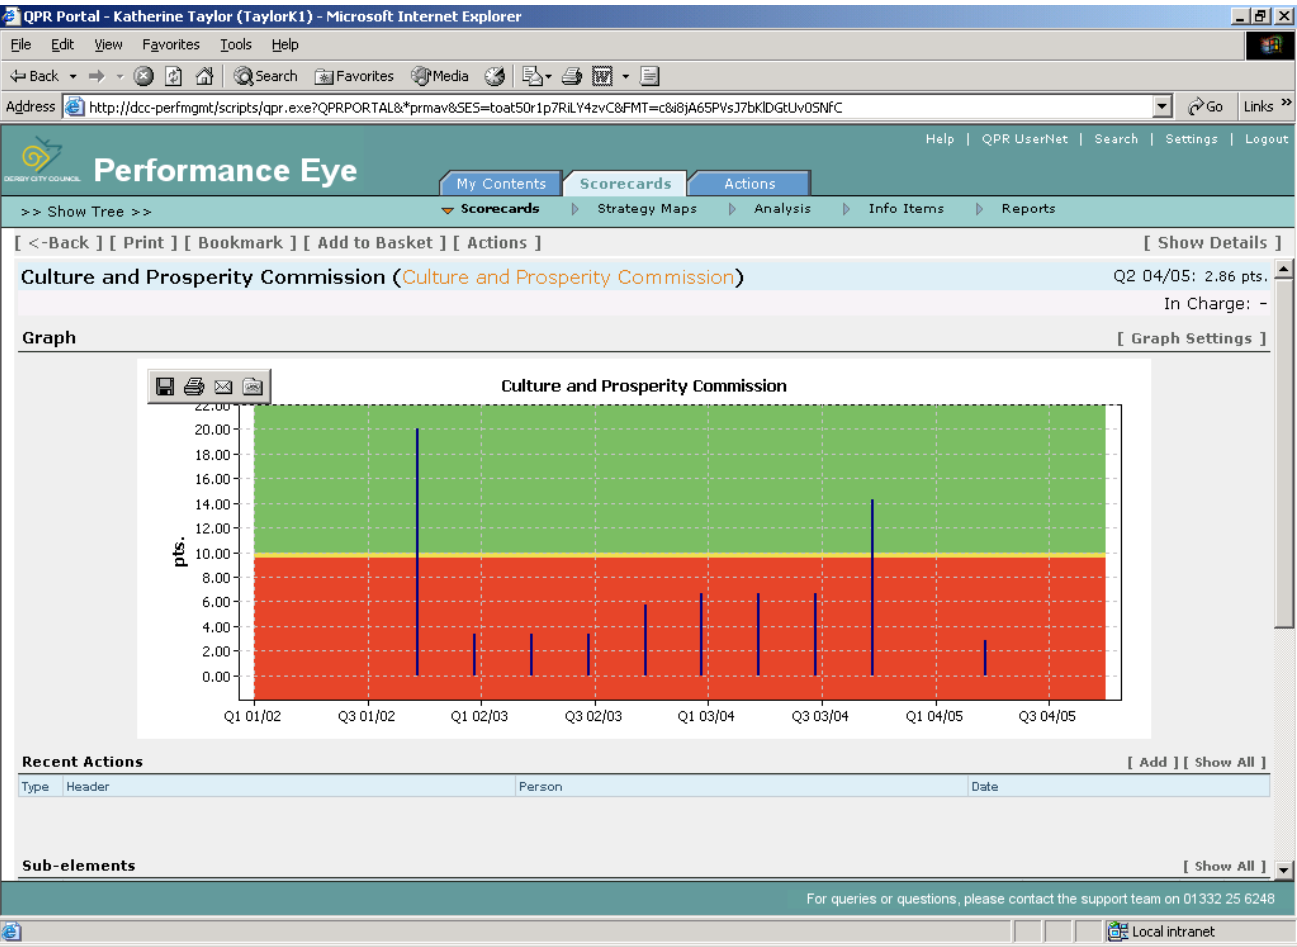 QPR Portal - Katherine Taylor (TaylorK1) - Microsoft Internet Explorer
File Edit View Favorites Tools Help
Back Search Favorites Media
Address http://dcc-perfmgmt/scripts/qpr.exe?QPRPORTAL&*prmav&SES=toat50r1p7RiLY4zvC&FMT=c&i8jA65PVsJ7bKlDGtUv0SNfC Go Links »
Help | QPR UserNet | Search | Settings | Logout
DERBY CITY COUNCIL Performance Eye
My Contents Scorecards Actions
>> Show Tree >> Scorecards Strategy Maps Analysis Info Items Reports
[ <-Back ] [ Print ] [ Bookmark ] [ Add to Basket ] [ Actions ] [ Show Details ]
Culture and Prosperity Commission (Culture and Prosperity Commission) Q2 04/05: 2.86 pts.
In Charge: -
Graph [ Graph Settings ]
Culture and Prosperity Commission
22.00
20.00
18.00
16.00
14.00
12.00
10.00
8.00
6.00
4.00
2.00
0.00
pts.
Q1 01/02 Q3 01/02 Q1 02/03 Q3 02/03 Q1 03/04 Q3 03/04 Q1 04/05 Q3 04/05
Recent Actions [ Add ] [ Show All ]
Type Header Person Date
Sub-elements [ Show All ]
For queries or questions, please contact the support team on 01332 25 6248
Local intranet